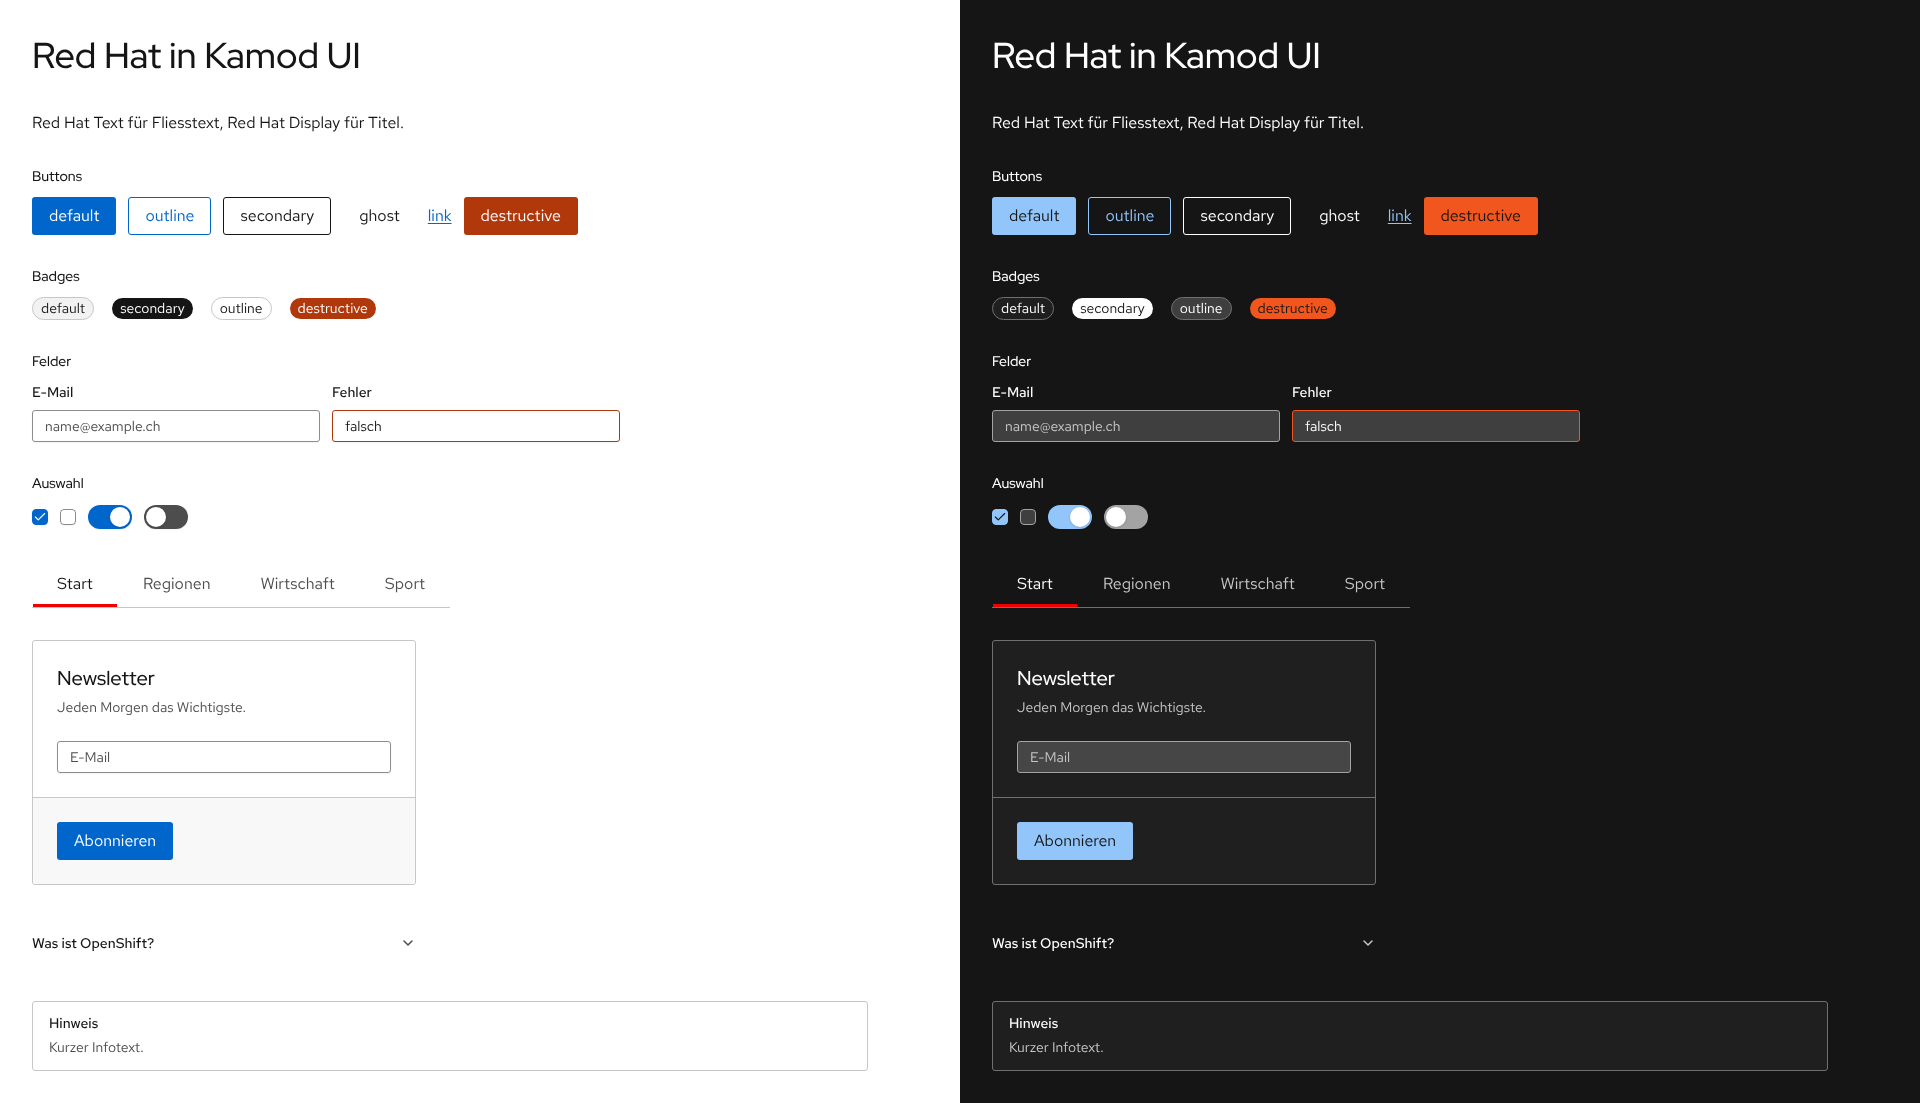 Red Hat in Kamod UI
Red Hat Text für Fliesstext, Red Hat Display für Titel.
Buttons
default outline secondary ghost link destructive
Badges
default secondary outline destructive
Felder
E-Mail Fehler
name@example.ch falsch
Auswahl
Start Regionen Wirtschaft Sport
Newsletter
Jeden Morgen das Wichtigste.
E-Mail
Abonnieren
Was ist OpenShift?
Hinweis
Kurzer Infotext.
Red Hat in Kamod UI
Red Hat Text für Fliesstext, Red Hat Display für Titel.
Buttons
default outline secondary ghost link destructive
Badges
default secondary outline destructive
Felder
E-Mail Fehler
name@example.ch falsch
Auswahl
Start Regionen Wirtschaft Sport
Newsletter
Jeden Morgen das Wichtigste.
E-Mail
Abonnieren
Was ist OpenShift?
Hinweis
Kurzer Infotext.